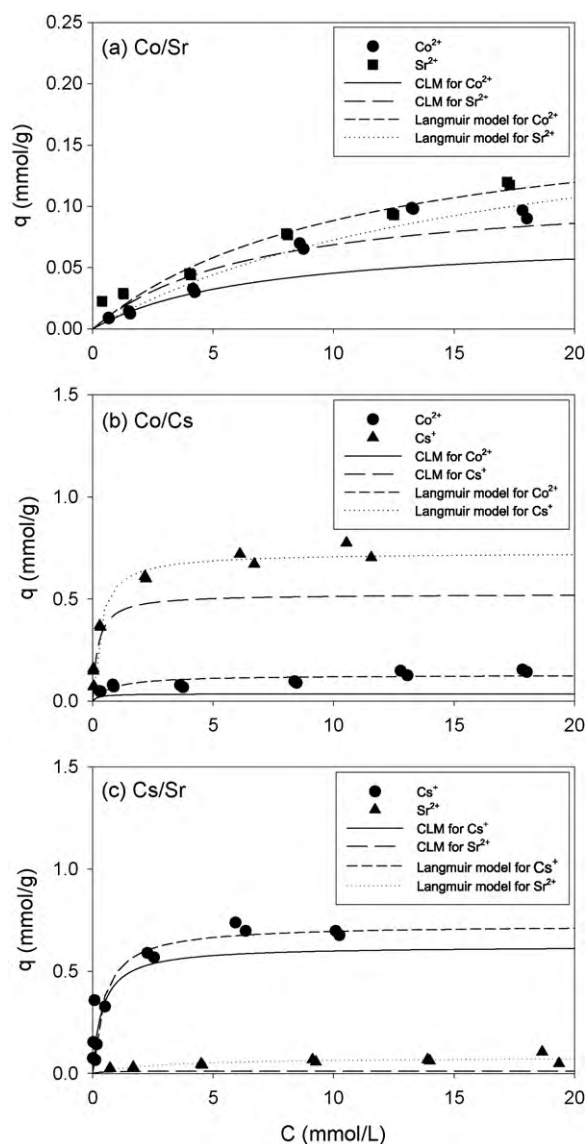 (a) Co/Sr
Co²⁺
Sr²⁺
CLM for Co²⁺
CLM for Sr²⁺
Langmuir model for Co²⁺
Langmuir model for Sr²⁺
q (mmol/g)
0.25
0.20
0.15
0.10
0.05
0.00
0 5 10 15 20
(b) Co/Cs
Co²⁺
Cs⁺
CLM for Co²⁺
CLM for Cs⁺
Langmuir model for Co²⁺
Langmuir model for Cs⁺
q (mmol/g)
1.5
1.0
0.5
0.0
0 5 10 15 20
(c) Cs/Sr
Cs⁺
Sr²⁺
CLM for Cs⁺
CLM for Sr²⁺
Langmuir model for Cs⁺
Langmuir model for Sr²⁺
q (mmol/g)
1.5
1.0
0.5
0.0
0 5 10 15 20
C (mmol/L)